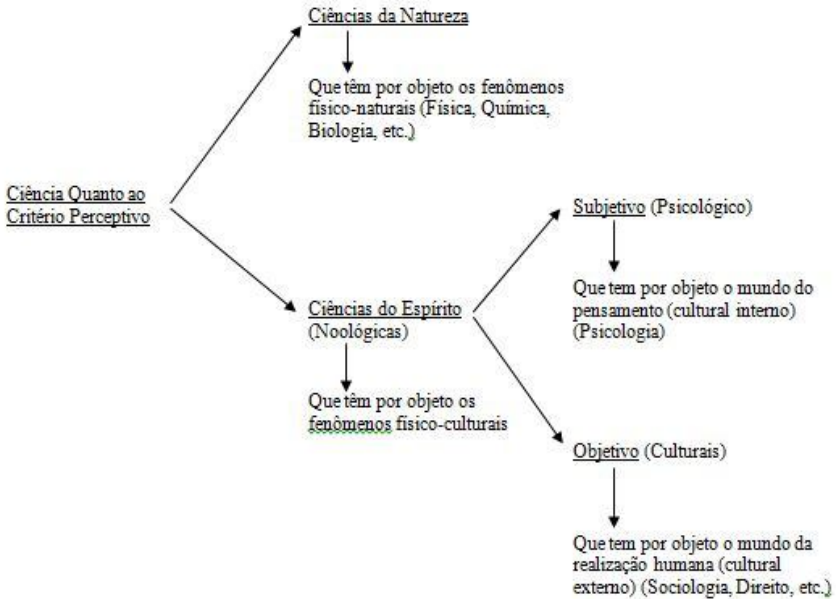 Ciências da Natureza
Que têm por objeto os fenômenos
físico-naturais (Física, Química,
Biologia, etc.)
Ciência Quanto ao
Critério Perceptivo
Ciências do Espírito
(Noológicas)
Que têm por objeto os
fenômenos físico-culturais
Subjetivo (Psicológico)
Que tem por objeto o mundo do
pensamento (cultural interno)
(Psicologia)
Objetivo (Culturais)
Que tem por objeto o mundo da
realização humana (cultural
externo) (Sociologia, Direito, etc.)